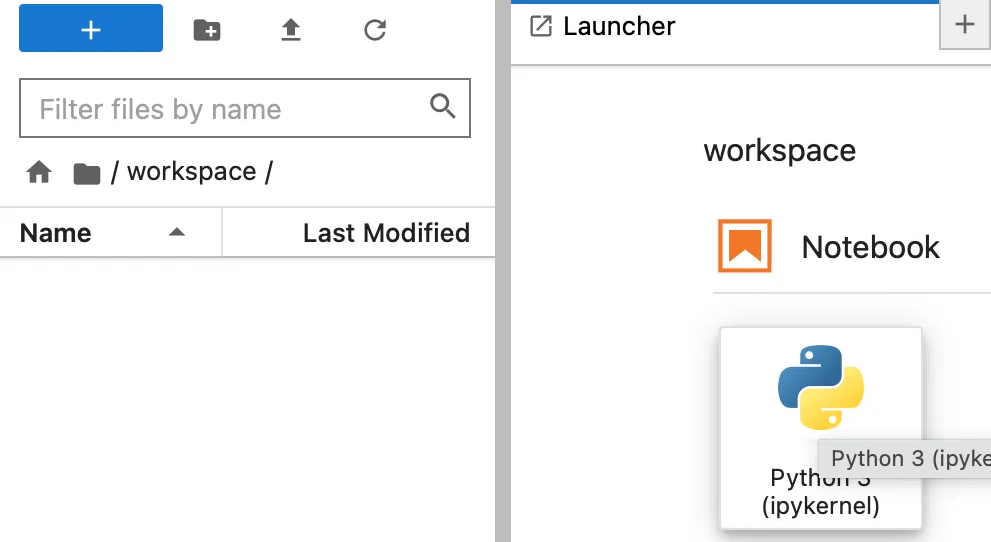 Launcher
Filter files by name
/ workspace /
Name
Last Modified
workspace
Notebook
Python 3 (ipyke
Python 3
(ipykernel)